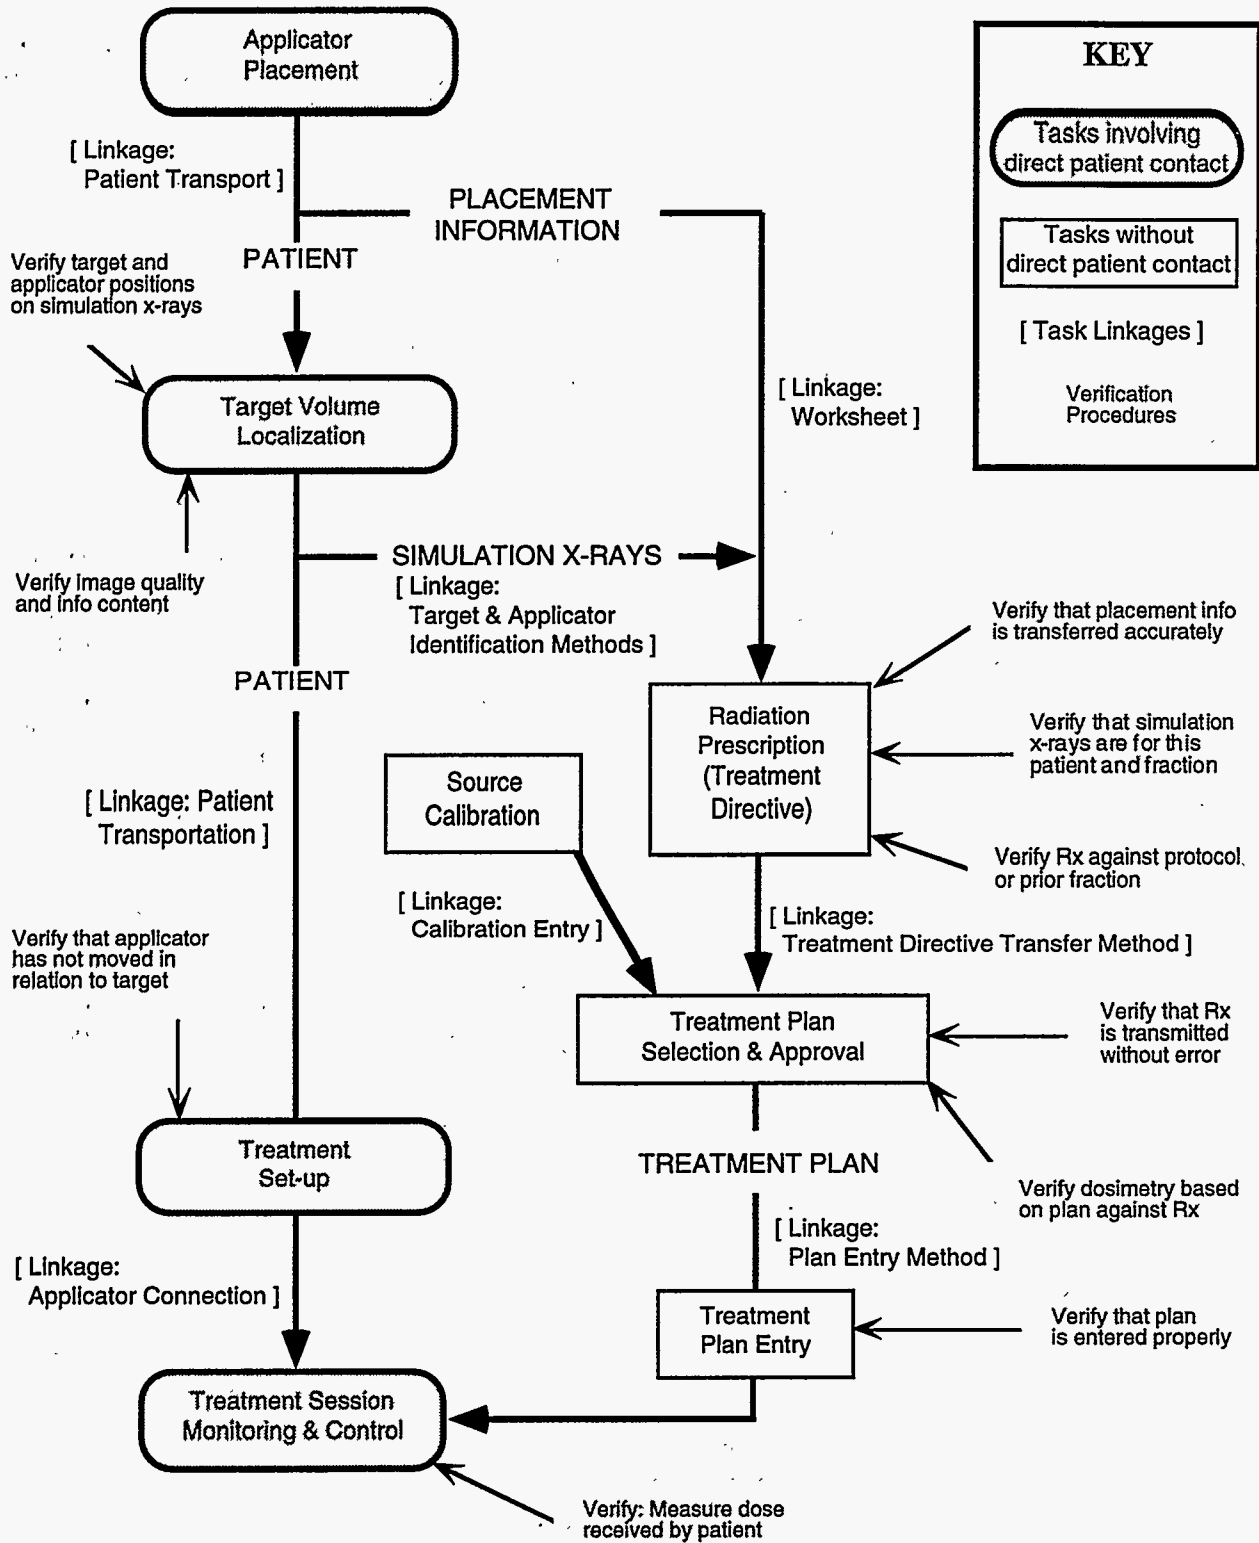 Applicator
Placement
KEY
Tasks involving
direct patient contact
Tasks without
direct patient contact
[ Task Linkages ]
Verification
Procedures
[ Linkage:
Patient Transport ]
PLACEMENT
INFORMATION
PATIENT
Verify target and
applicator positions
on simulation x-rays
Target Volume
Localization
[ Linkage:
Worksheet ]
Verify image quality
and info content
SIMULATION X-RAYS
[ Linkage:
Target & Applicator
Identification Methods ]
PATIENT
Verify that placement info
is transferred accurately
Radiation
Prescription
(Treatment
Directive)
Verify that simulation
x-rays are for this
patient and fraction
Verify Rx against protocol
or prior fraction
Source
Calibration
[ Linkage: Patient
Transportation ]
[ Linkage:
Calibration Entry ]
[ Linkage:
Treatment Directive Transfer Method ]
Verify that applicator
has not moved in
relation to target
Treatment Plan
Selection & Approval
Verify that Rx
is transmitted
without error
Treatment
Set-up
TREATMENT PLAN
Verify dosimetry based
on plan against Rx
[ Linkage:
Plan Entry Method ]
[ Linkage:
Applicator Connection ]
Treatment
Plan Entry
Verify that plan
is entered properly
Treatment Session
Monitoring & Control
Verify: Measure dose
received by patient